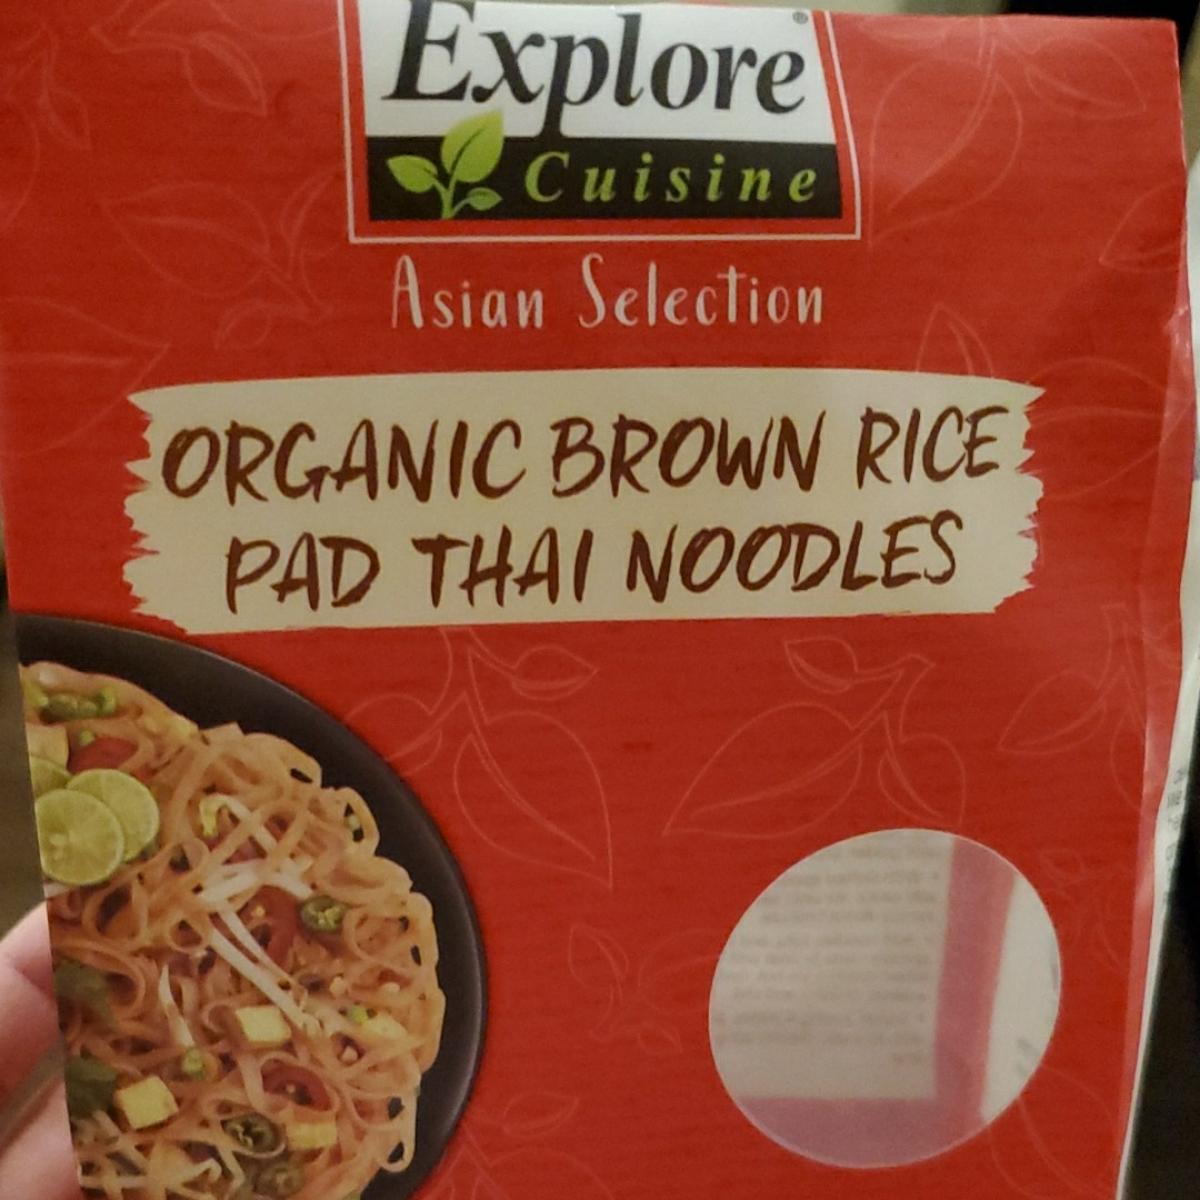 Explore®
Cuisine
Asian Selection
ORGANIC BROWN RICE
PAD THAI NOODLES